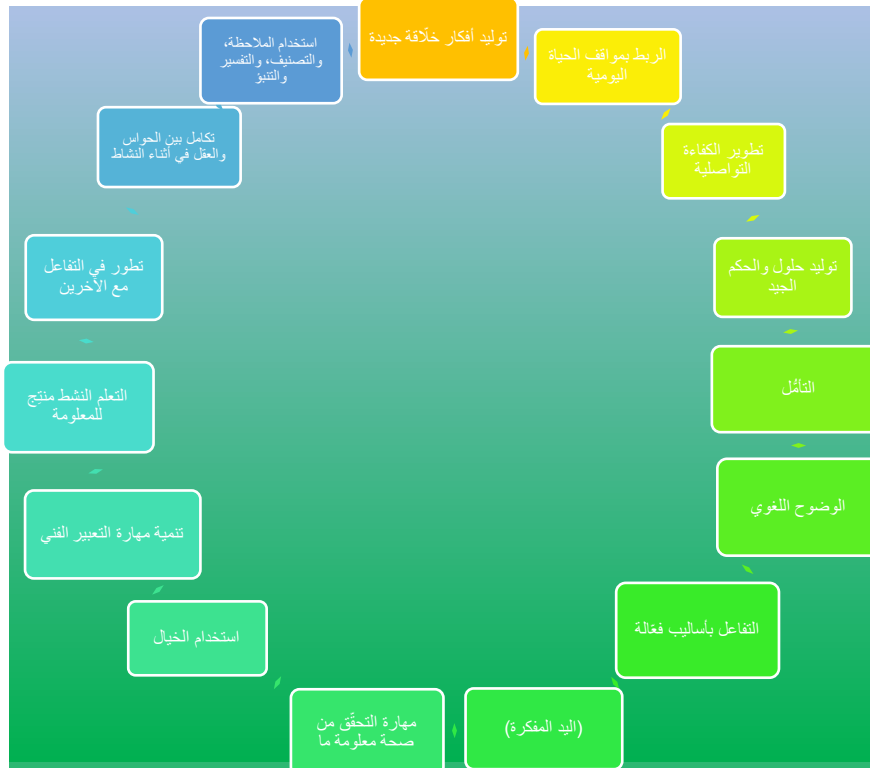 توليد أفكار خلّاقة جديدة
الربط بمواقف الحياة
اليومية
تطوير الكفاءة
التواصلية
توليد حلول والحكم
الجيد
التأمُّل
الوضوح اللغوي
التفاعل بأساليب فعّالة
(اليد المفكرة)
مهارة التحقّق من
صحة معلومة ما
استخدام الخيال
تنمية مهارة التعبير الفني
التعلم النشط منتِج
للمعلومة
تطور في التفاعل
مع الآخرين
تكامل بين الحواس
والعقل في أثناء النشاط
استخدام الملاحظة،
والتصنيف، والتفسير
والتنبؤ